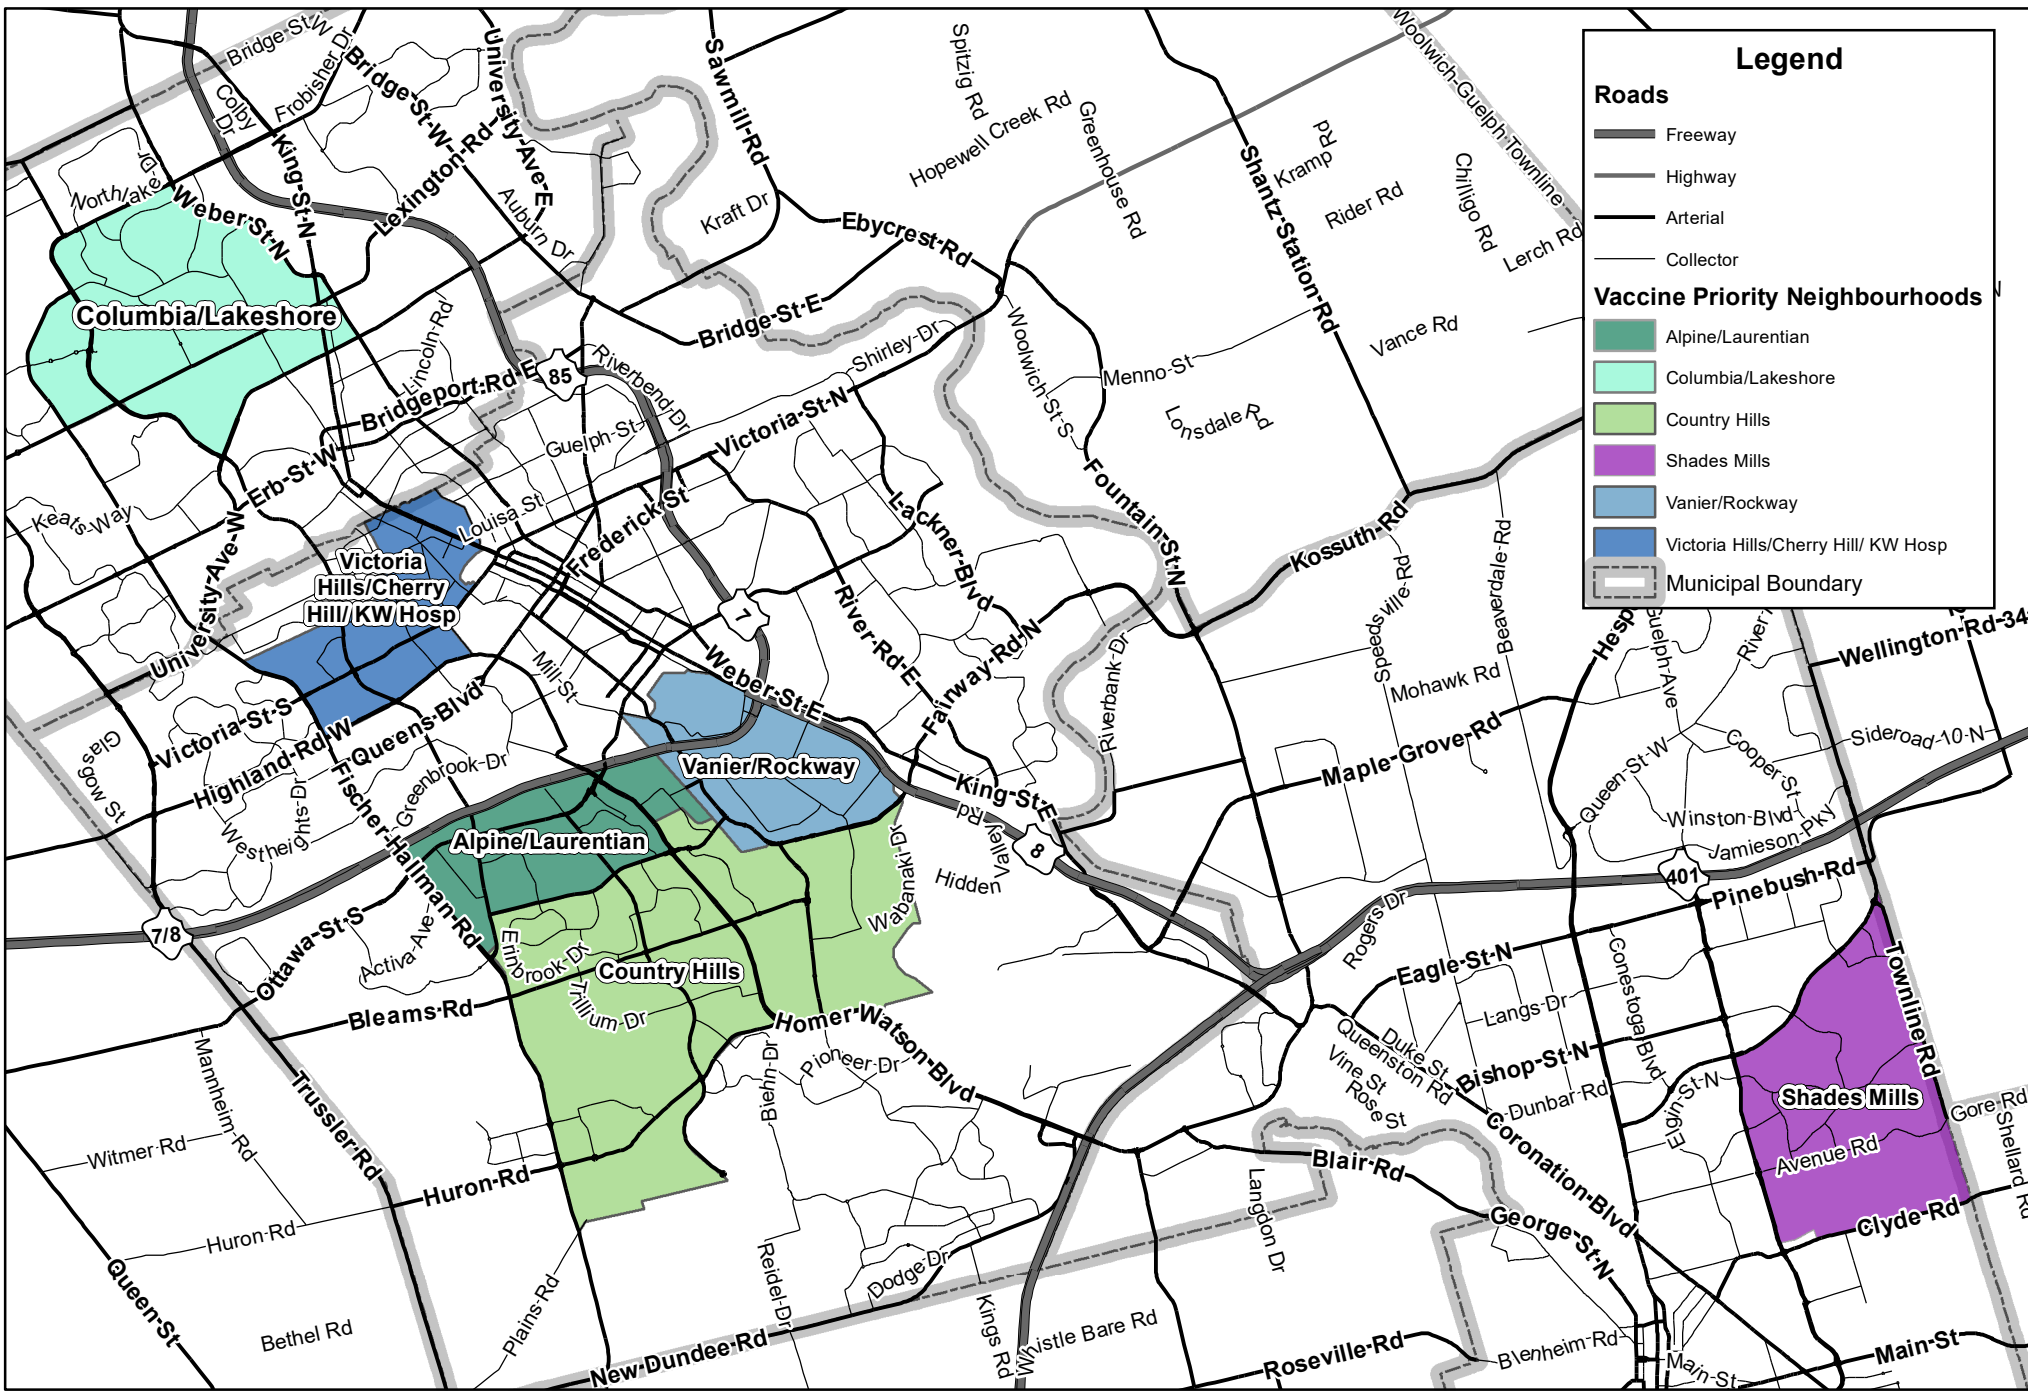 Legend
Roads
Freeway
Highway
Arterial
Collector
Vaccine Priority Neighbourhoods
Alpine/Laurentian
Columbia/Lakeshore
Country Hills
Shades Mills
Vanier/Rockway
Victoria Hills/Cherry Hill/ KW Hosp
Municipal Boundary
Bridge St W
Frobisher Dr
Bridge St W
University Ave E
Sawmill Rd
Spitzig Rd
Hopewell Creek Rd
Greenhouse Rd
Woolwich-Guelph Townline
Colby Dr
King St N
Lexington Rd
Auburn Dr
Kraft Dr
Ebycrest Rd
Shantz Station Rd
Kramp Rd
Rider Rd
Chilligo Rd
Lerch Rd
Northlake Dr
Weber St N
Columbia/Lakeshore
Lincoln Rd
Bridgeport Rd E
85
Riverbend Dr
Bridge St E
Shirley Dr
Woolwich St S
Menno St
Vance Rd
Lonsdale Rd
Victoria St N
Guelph St
Erb St W
Keats Way
University Ave W
Louisa St
Frederick St
Lackner Blvd
Fountain St N
Kossuth Rd
Speedsville Rd
Beaverdale Rd
Victoria
Hills/Cherry
Hill/ KW Hosp
7
River Rd E
Fairway Rd N
Riverbank Dr
Mohawk Rd
Hesp
Guelph Ave
River
Wellington Rd 34
Sideroad 10 N
Mill St
Weber St E
Victoria St S
Queens Blvd
Highland Rd W
Glasgow St
Westheights Dr
Greenbrook Dr
Fischer-Hallman Rd
Vanier/Rockway
Alpine/Laurentian
King St E
Valley Rd
Hidden
8
Wabanaki Dr
Maple Grove Rd
Queen St W
Cooper St
Winston Blvd
Jamieson Pky
401
Pinebush Rd
7/8
Ottawa St S
Activa Ave
Bleams Rd
Erinbrook Dr
Country Hills
Trillium Dr
Homer Watson Blvd
Pioneer Dr
Biehn Dr
Rogers Dr
Eagle St N
Langs Dr
Conestoga Blvd
Townline Rd
Queenston Rd
Duke St
Vine St
Rose St
Bishop St N
Dunbar Rd
Elgin St N
Shades Mills
Avenue Rd
Gore Rd
Shellard R
Clyde Rd
Coronation Blvd
Blair Rd
George St N
Langdon Dr
Mannheim Rd
Trussler Rd
Witmer Rd
Huron Rd
Huron Rd
Queen St
Bethel Rd
Plains Rd
New Dundee Rd
Reidel Dr
Dodge Dr
Kings Rd
Whistle Bare Rd
Roseville Rd
Blenheim Rd
Main St
Main St